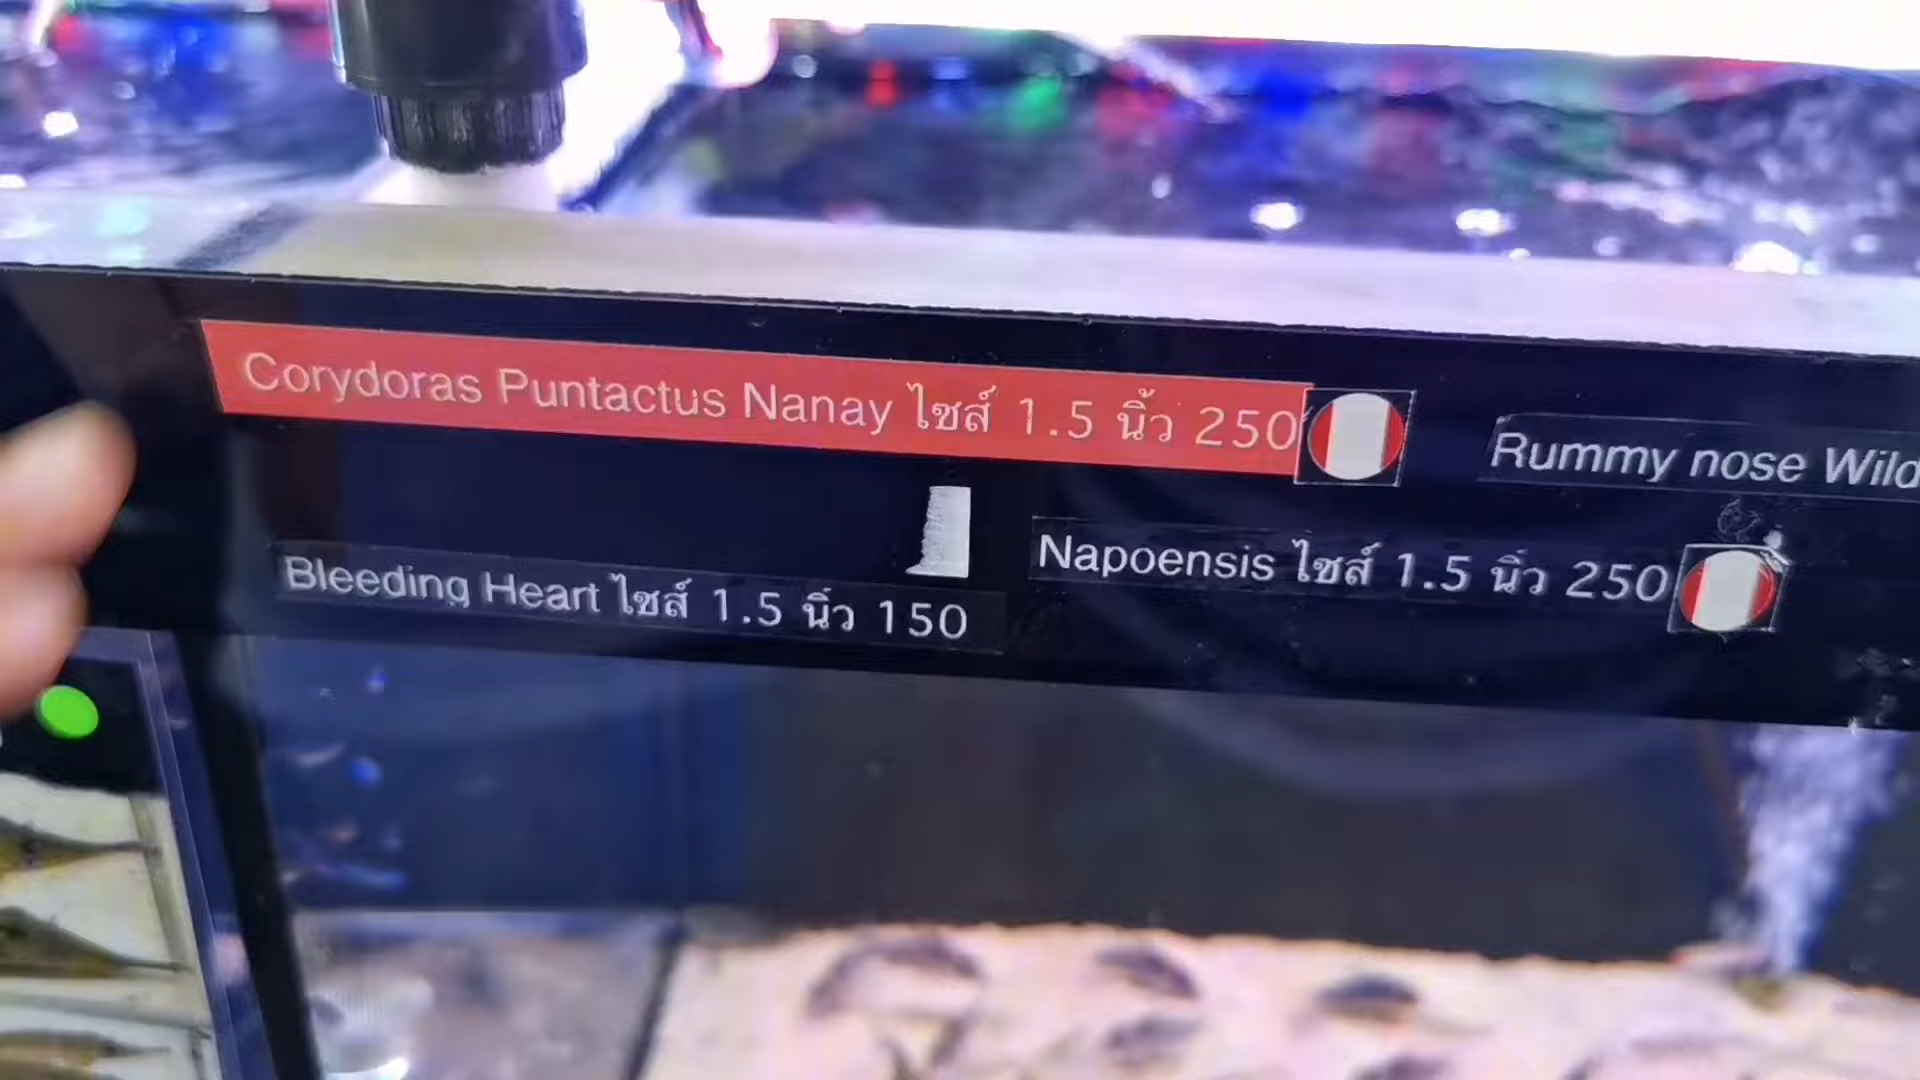 Corydoras Puntactus Nanay ไซส์ 1.5 นิ้ว 250
Rummy nose Wild
Bleeding Heart ไซส์ 1.5 นิ้ว 150
Napoensis ไซส์ 1.5 นิ้ว 250